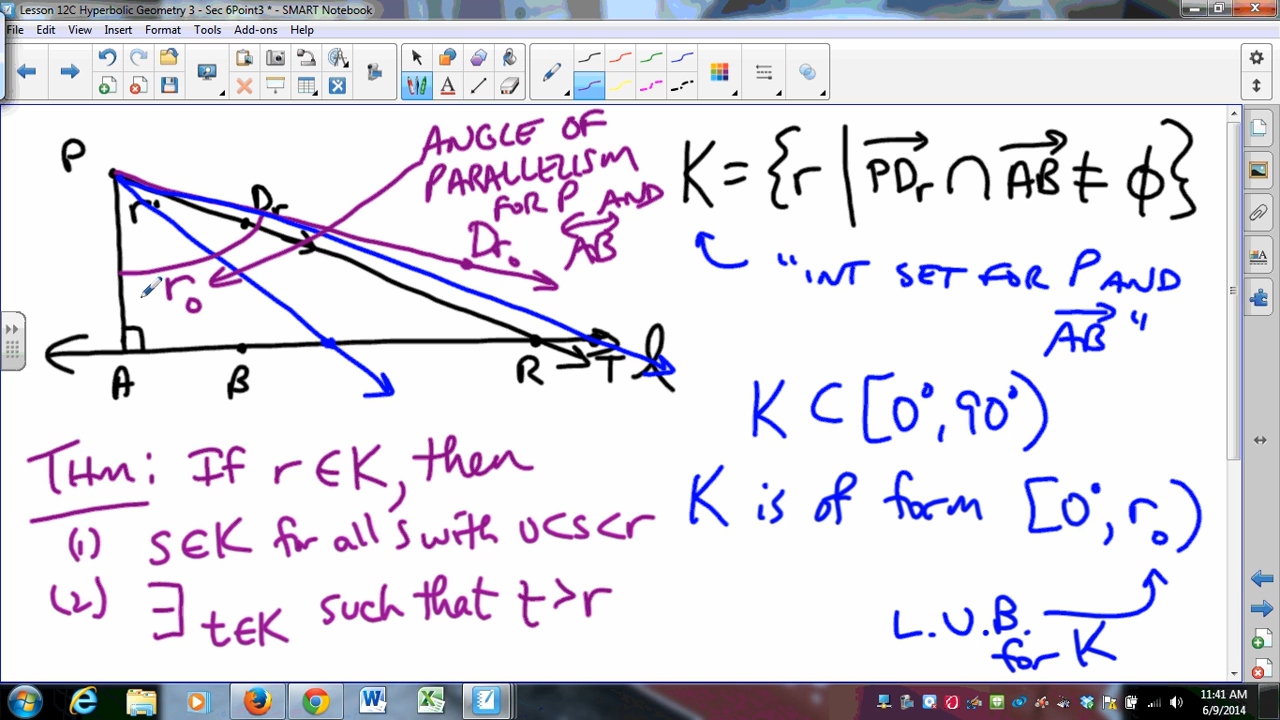 Lesson 12C Hyperbolic Geometry 3 - Sec 6Point3 * - SMART Notebook
File Edit View Insert Format Tools Add-ons Help
P
r°
Dr
r₀
Dr₀
A
B
R
T
l
ANGLE OF
PARALLELISM
FOR P AND
AB
K = {r | PDr ∩ AB ≠ ϕ}
"INT SET FOR P AND
AB"
K ⊂ [0°, 90°)
K is of form [0°, r₀)
L.U.B.
for K
THM: If r ∈ K, then
(1) s ∈ K for all s with 0<s<r
(2) ∃ t∈K such that t > r
11:41 AM
6/9/2014